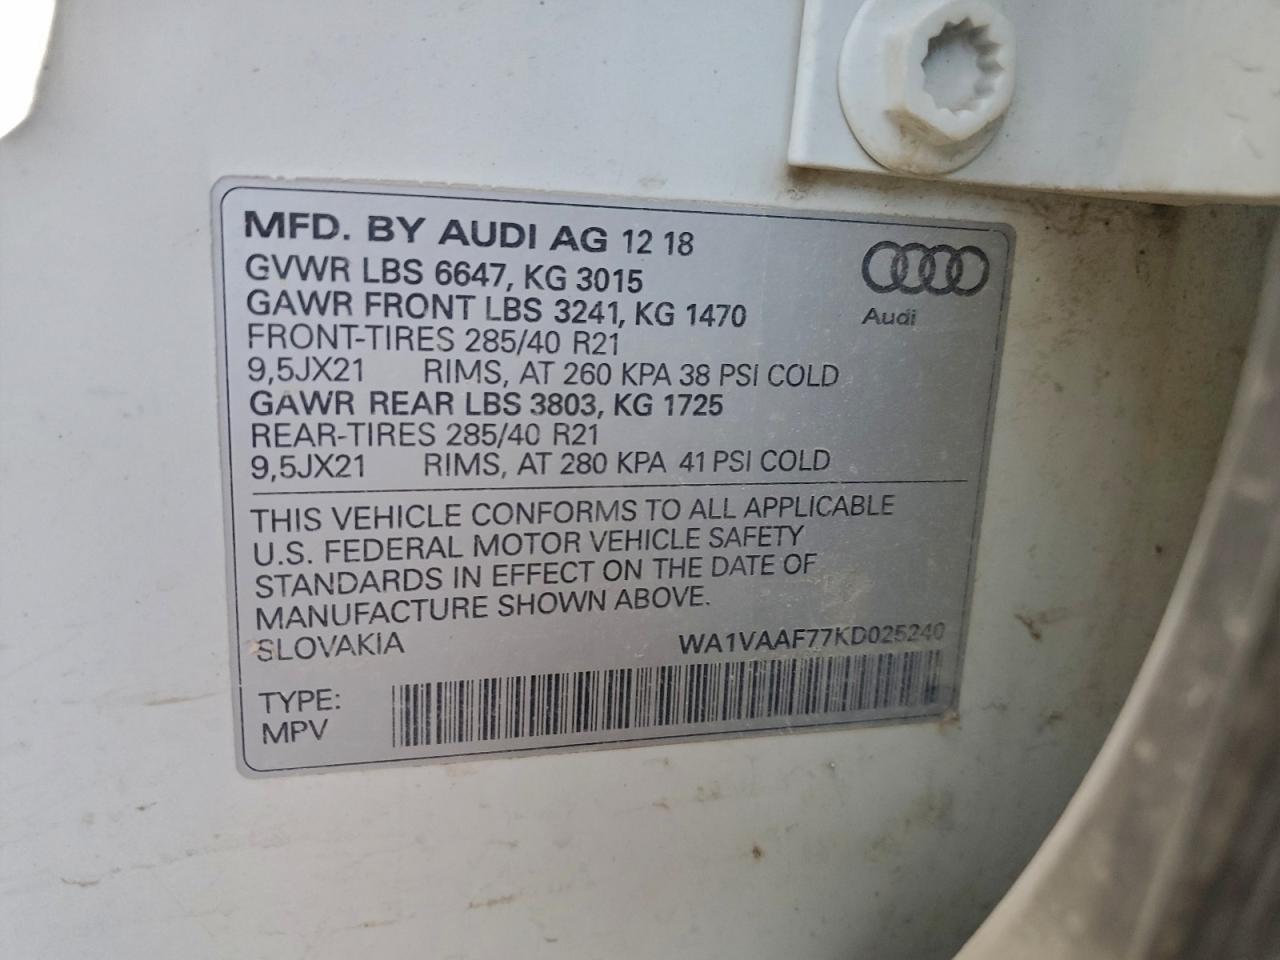 MFD. BY AUDI AG 12 18
GVWR LBS 6647, KG 3015
GAWR FRONT LBS 3241, KG 1470
FRONT-TIRES 285/40 R21
9,5JX21 RIMS, AT 260 KPA 38 PSI COLD
GAWR REAR LBS 3803, KG 1725
REAR-TIRES 285/40 R21
9,5JX21 RIMS, AT 280 KPA 41 PSI COLD
Audi
THIS VEHICLE CONFORMS TO ALL APPLICABLE
U.S. FEDERAL MOTOR VEHICLE SAFETY
STANDARDS IN EFFECT ON THE DATE OF
MANUFACTURE SHOWN ABOVE.
SLOVAKIA WA1VAAF77KD025240
TYPE:
MPV